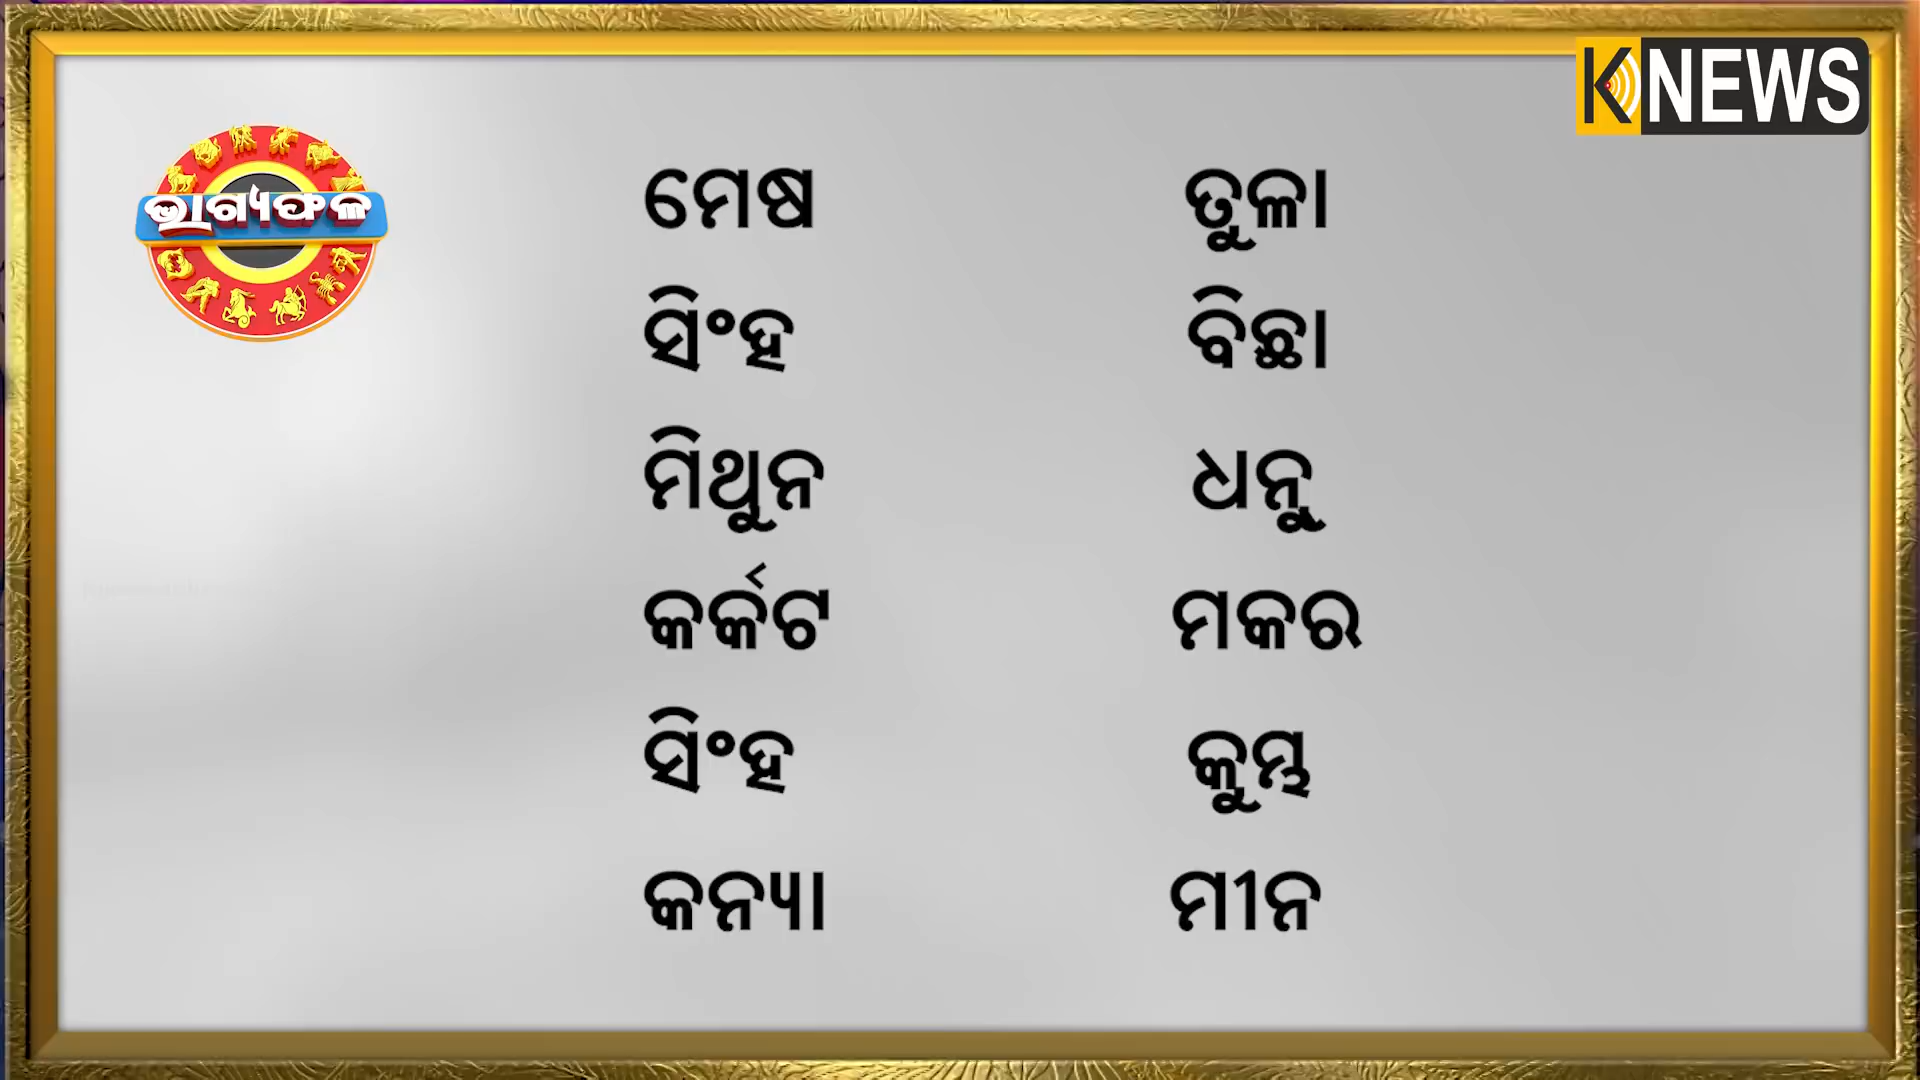 KNEWS
ଭାଗ୍ୟଫଳ
ମେଷ ତୁଳା
ସିଂହ ବିଛା
ମିଥୁନ ଧନୁ
କର୍କଟ ମକର
ସିଂହ କୁମ୍ଭ
କନ୍ୟା ମୀନ